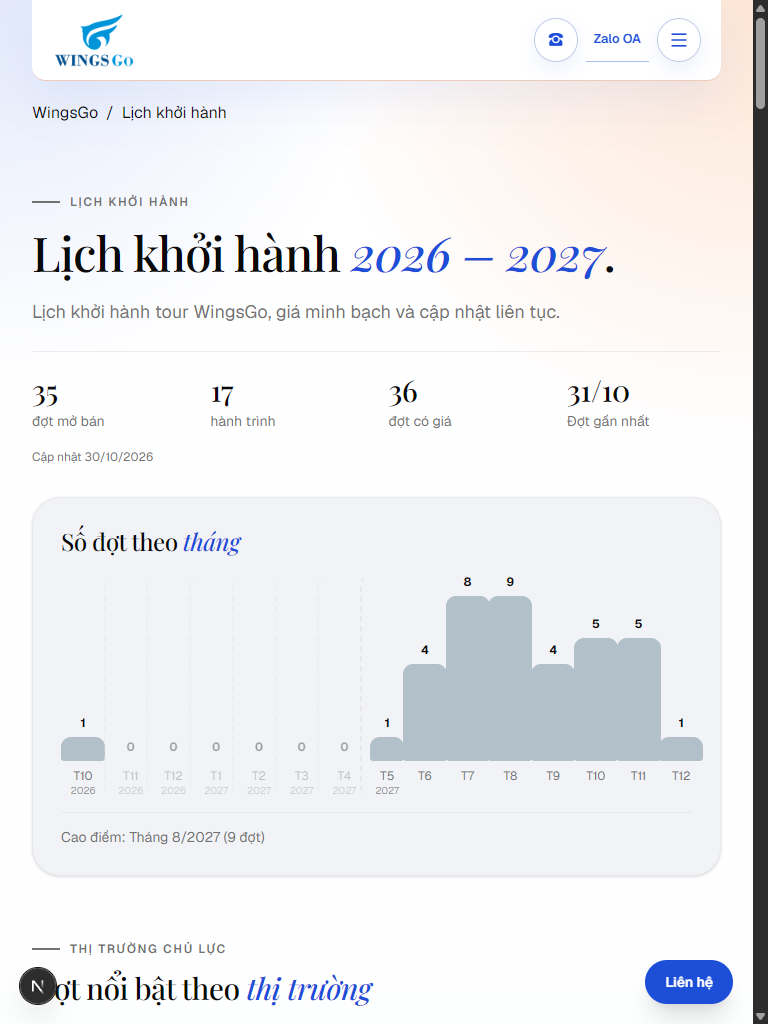 WINGS Go
Zalo OA
WingsGo / Lịch khởi hành
LỊCH KHỞI HÀNH
Lịch khởi hành 2026 – 2027.
Lịch khởi hành tour WingsGo, giá minh bạch và cập nhật liên tục.
35 17 36 31/10
đợt mở bán hành trình đợt có giá Đợt gần nhất
Cập nhật 30/10/2026
Số đợt theo tháng
1 0 0 0 0 0 0 1 4 8 9 4 5 5 1
T10 T11 T12 T1 T2 T3 T4 T5 T6 T7 T8 T9 T10 T11 T12
2026 2026 2026 2027 2027 2027 2027 2027
Cao điểm: Tháng 8/2027 (9 đợt)
THỊ TRƯỜNG CHỦ LỰC
ợt nổi bật theo thị trường
N
Liên hệ